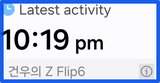 Latest activity
10:19 pm
건우의 Z Flip6